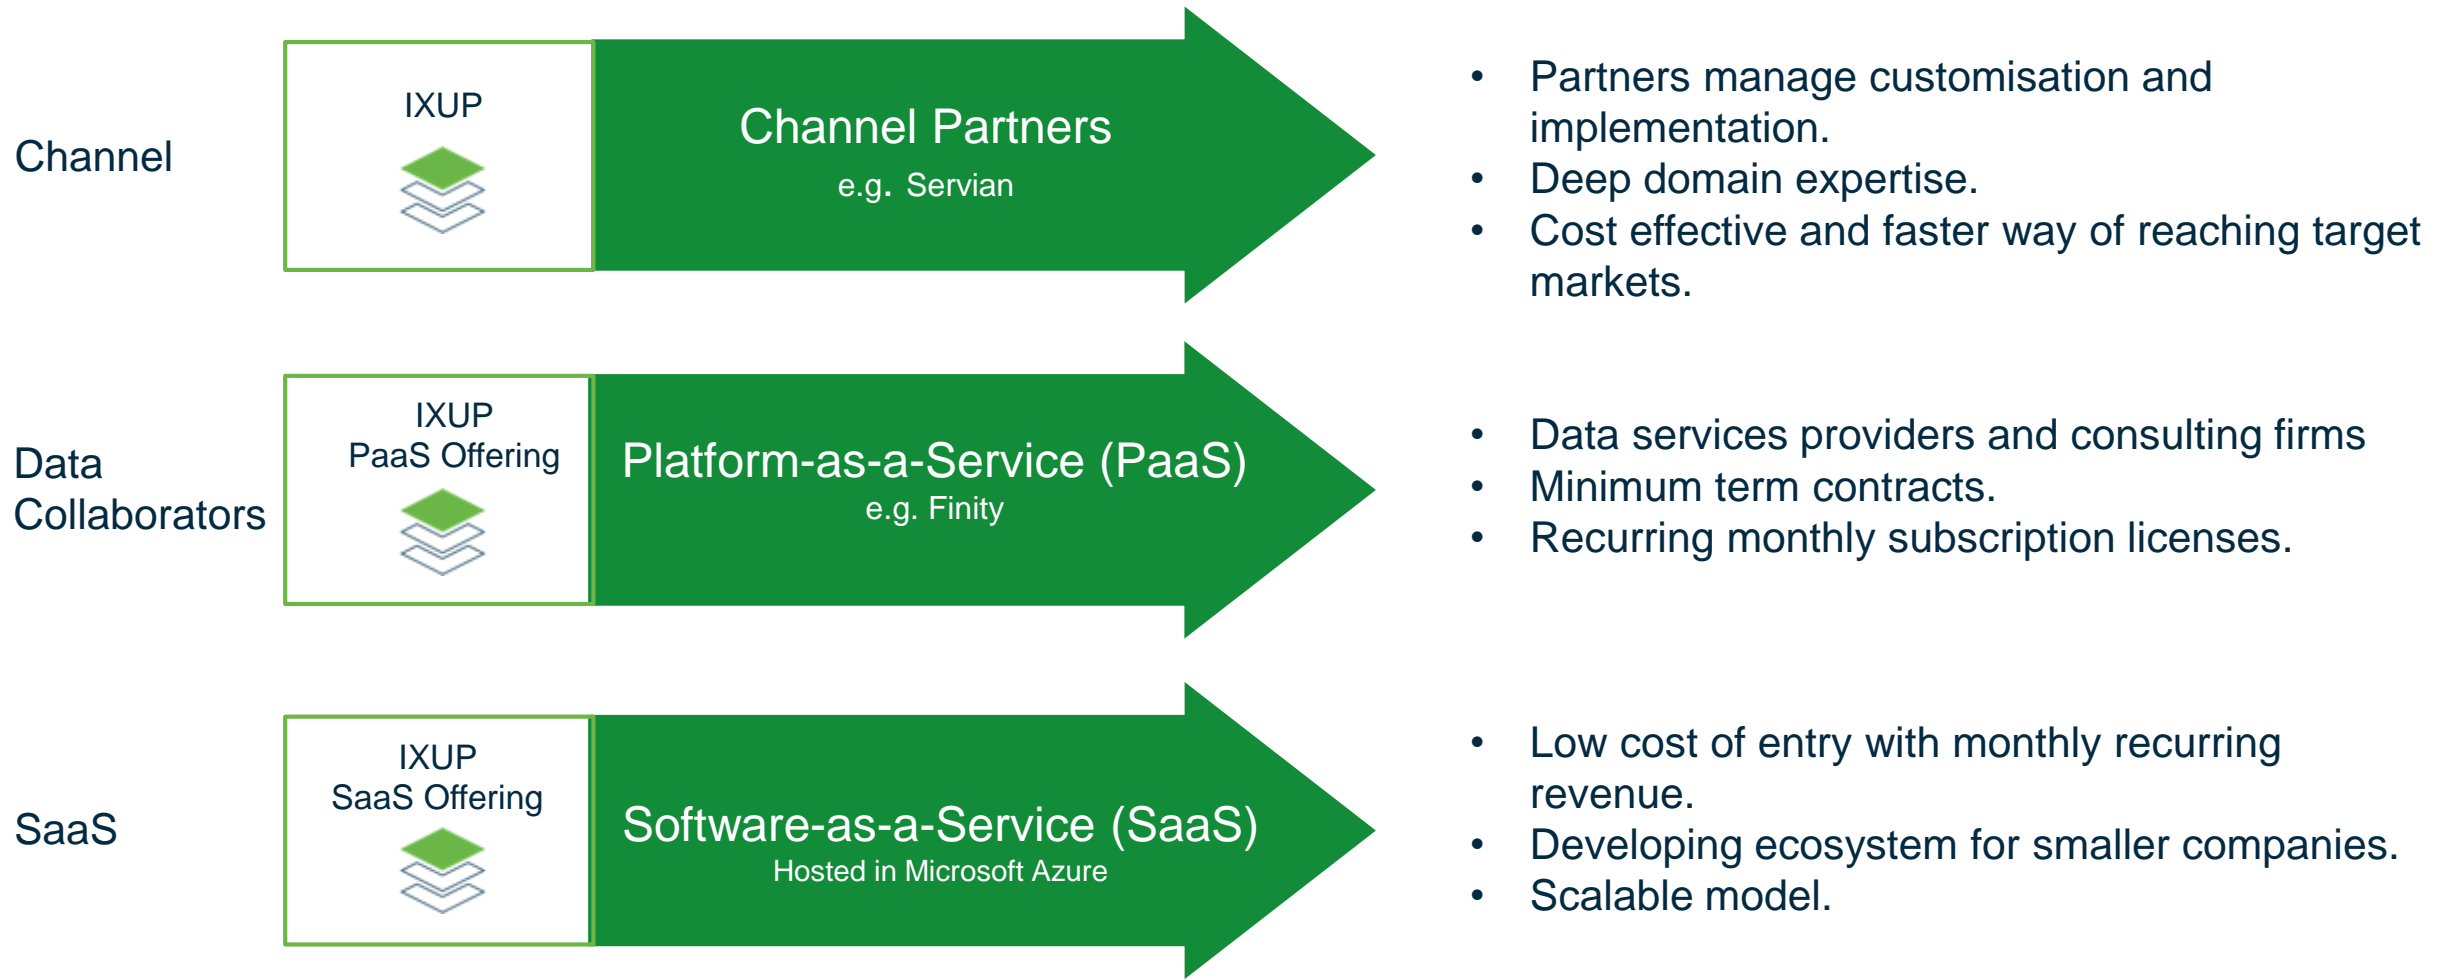 Channel
IXUP
Channel Partners
e.g. Servian
• Partners manage customisation and
implementation.
• Deep domain expertise.
• Cost effective and faster way of reaching target
markets.
Data
Collaborators
IXUP
PaaS Offering
Platform-as-a-Service (PaaS)
e.g. Finity
• Data services providers and consulting firms
• Minimum term contracts.
• Recurring monthly subscription licenses.
SaaS
IXUP
SaaS Offering
Software-as-a-Service (SaaS)
Hosted in Microsoft Azure
• Low cost of entry with monthly recurring
revenue.
• Developing ecosystem for smaller companies.
• Scalable model.